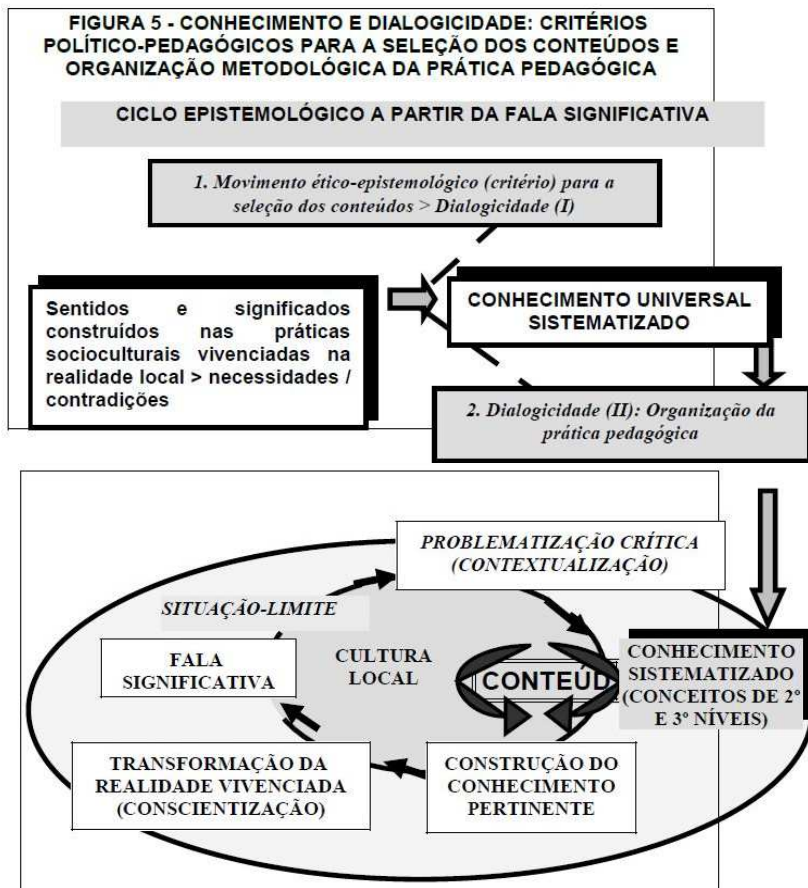 FIGURA 5 - CONHECIMENTO E DIALOGICIDADE: CRITÉRIOS
POLÍTICO-PEDAGÓGICOS PARA A SELEÇÃO DOS CONTEÚDOS E
ORGANIZAÇÃO METODOLÓGICA DA PRÁTICA PEDAGÓGICA
CICLO EPISTEMOLÓGICO A PARTIR DA FALA SIGNIFICATIVA
1. Movimento ético-epistemológico (critério) para a
seleção dos conteúdos > Dialogicidade (I)
Sentidos e significados
construídos nas práticas
socioculturais vivenciadas na
realidade local > necessidades /
contradições
CONHECIMENTO UNIVERSAL
SISTEMATIZADO
2. Dialogicidade (II): Organização da
prática pedagógica
PROBLEMATIZAÇÃO CRÍTICA
(CONTEXTUALIZAÇÃO)
SITUAÇÃO-LIMITE
FALA
SIGNIFICATIVA
CULTURA
LOCAL
CONTEÚD
CONHECIMENTO
SISTEMATIZADO
(CONCEITOS DE 2º
E 3º NÍVEIS)
TRANSFORMAÇÃO DA
REALIDADE VIVENCIADA
(CONSCIENTIZAÇÃO)
CONSTRUÇÃO DO
CONHECIMENTO
PERTINENTE